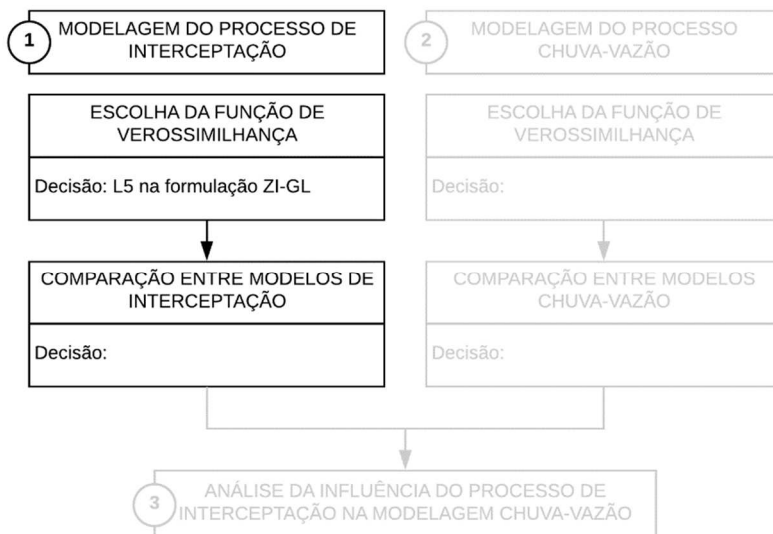 1
MODELAGEM DO PROCESSO DE
INTERCEPTAÇÃO
ESCOLHA DA FUNÇÃO DE
VEROSSIMILHANÇA
Decisão: L5 na formulação ZI-GL
COMPARAÇÃO ENTRE MODELOS DE
INTERCEPTAÇÃO
Decisão:
2
MODELAGEM DO PROCESSO
CHUVA-VAZÃO
ESCOLHA DA FUNÇÃO DE
VEROSSIMILHANÇA
Decisão:
COMPARAÇÃO ENTRE MODELOS
CHUVA-VAZÃO
Decisão:
3
ANÁLISE DA INFLUÊNCIA DO PROCESSO DE
INTERCEPTAÇÃO NA MODELAGEM CHUVA-VAZÃO